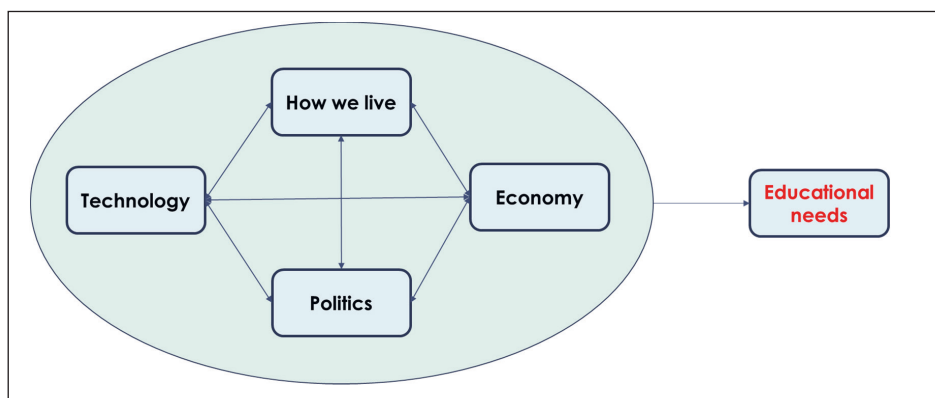 How we live
Technology
Economy
Educational
needs
Politics